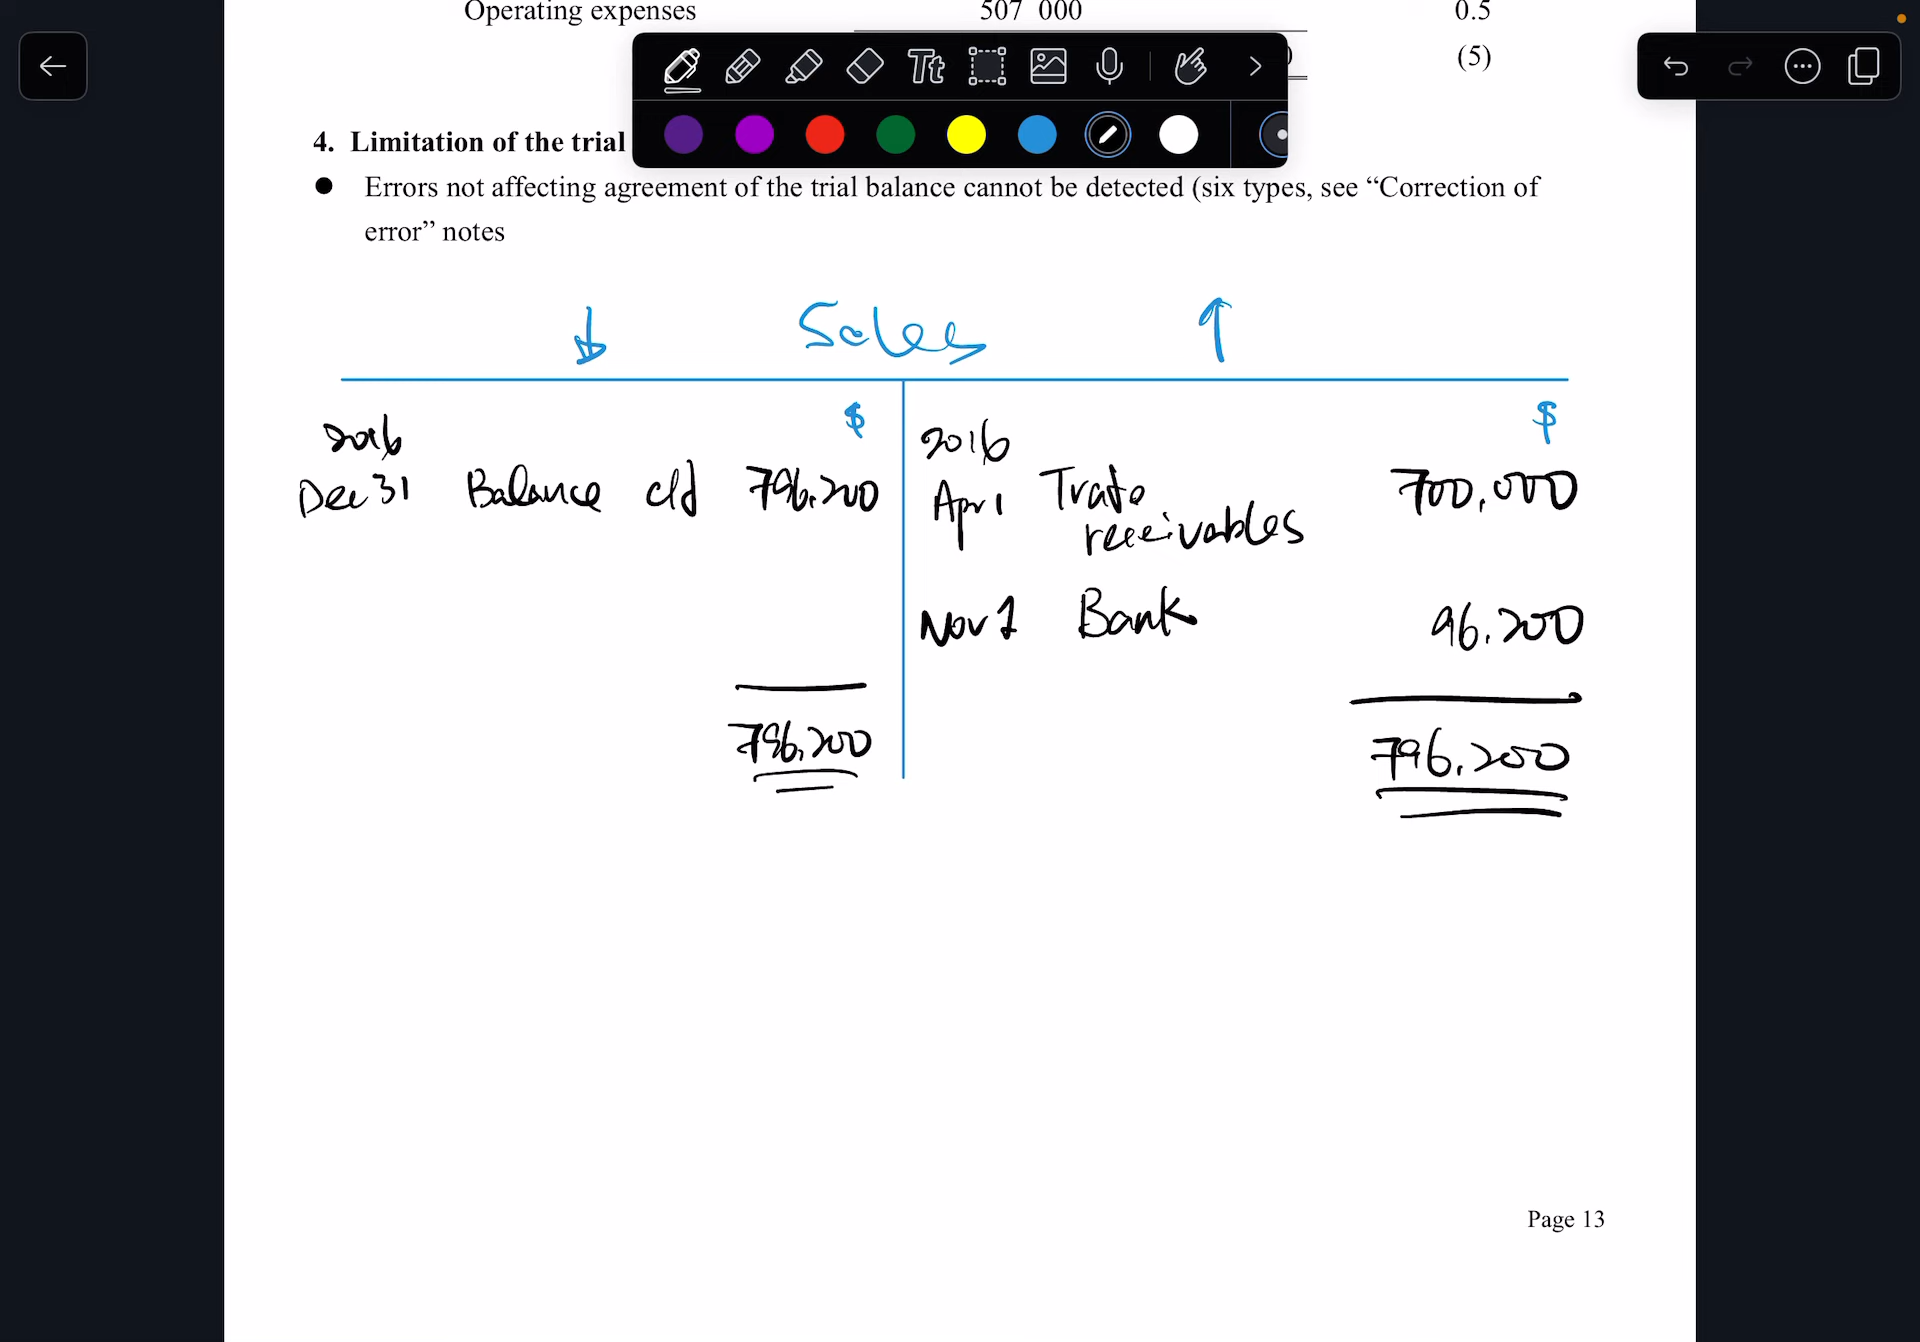 Operating expenses 507 000 0.5
(5)
Tt
4. Limitation of the trial
● Errors not affecting agreement of the trial balance cannot be detected (six types, see “Correction of
error” notes
↓ Sales ↑
$ $
2016 2016
Dec 31 Balance c/d 796,200 Apr 1 Trade 700,000
receivables
Nov 1 Bank 96,200
796,200 796,200
Page 13